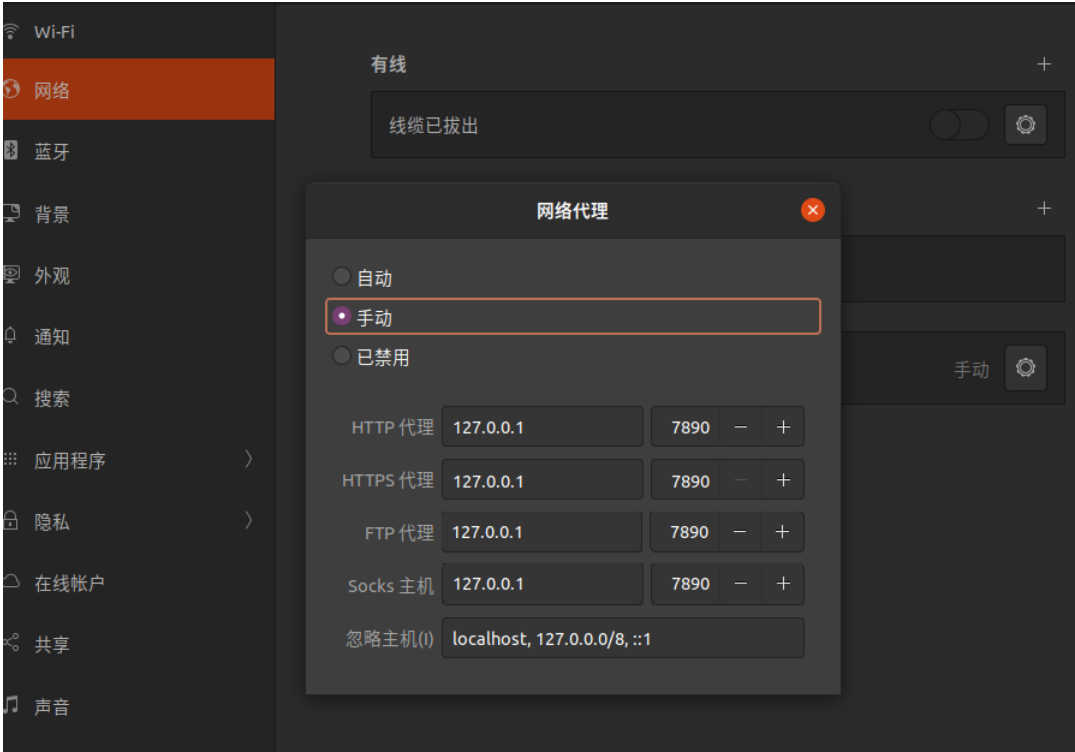 Wi-Fi
网络
蓝牙
背景
外观
通知
搜索
应用程序
隐私
在线帐户
共享
声音
有线
线缆已拔出
手动
网络代理
自动
手动
已禁用
HTTP 代理 127.0.0.1 7890 − +
HTTPS 代理 127.0.0.1 7890 − +
FTP 代理 127.0.0.1 7890 − +
Socks 主机 127.0.0.1 7890 − +
忽略主机(I) localhost, 127.0.0.0/8, ::1